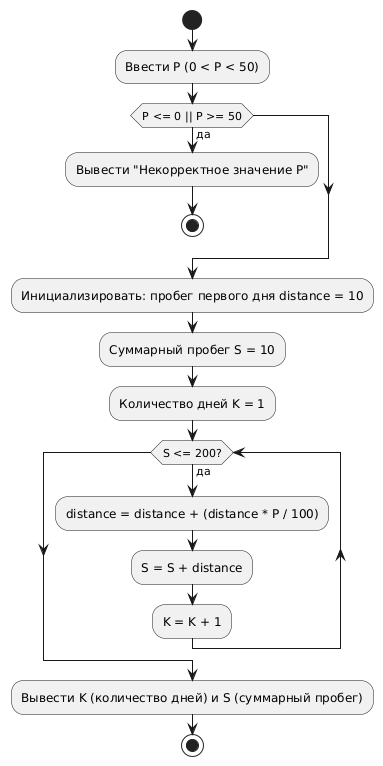 Ввести P (0 < P < 50)
P <= 0 || P >= 50
да
Вывести "Некорректное значение P"
Инициализировать: пробег первого дня distance = 10
Суммарный пробег S = 10
Количество дней K = 1
S <= 200?
да
distance = distance + (distance * P / 100)
S = S + distance
K = K + 1
Вывести K (количество дней) и S (суммарный пробег)